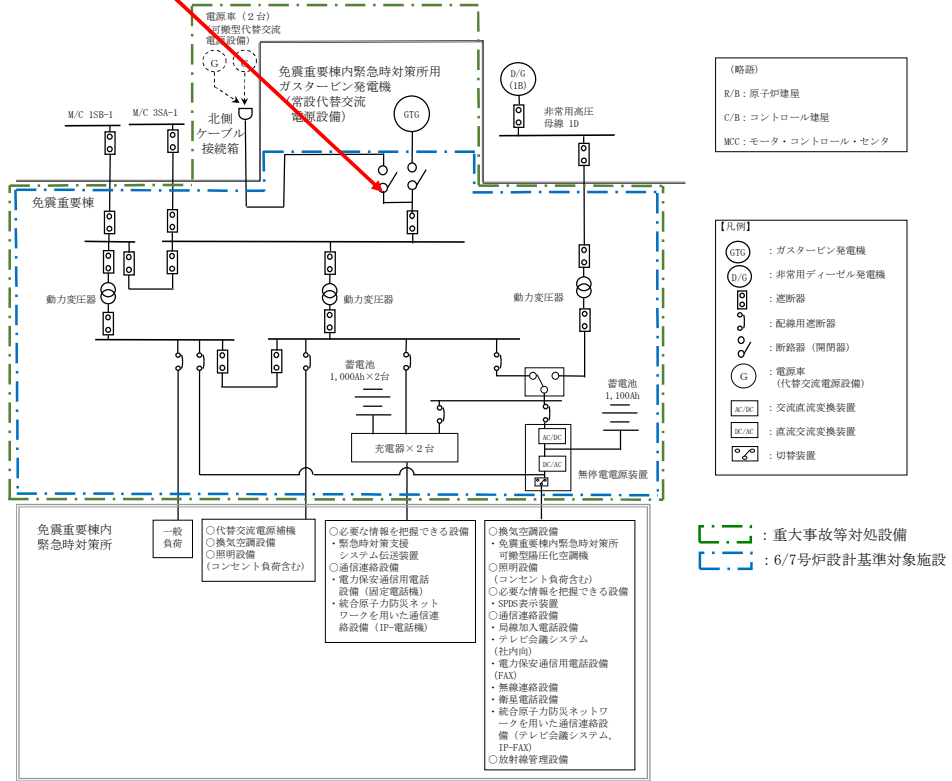 電源車（2台）
（可搬型代替交流
電源設備）
G
G
M/C 1SB-1
M/C 3SA-1
北側
ケーブル
接続箱
免震重要棟内緊急時対策所用
ガスタービン発電機
（常設代替交流
電源設備）
GTG
D/G
(1B)
非常用高圧
母線 1D
（略語）
R/B：原子炉建屋
C/B：コントロール建屋
MCC：モータ・コントロール・センタ
免震重要棟
動力変圧器
動力変圧器
動力変圧器
蓄電池
1,000Ah×2台
充電器×2台
蓄電池
1,100Ah
AC/DC
DC/AC
無停電電源装置
【凡例】
GTG ：ガスタービン発電機
D/G ：非常用ディーゼル発電機
：遮断器
：配線用遮断器
：断路器（開閉器）
G ：電源車
（代替交流電源設備）
AC/DC ：交流直流変換装置
DC/AC ：直流交流変換装置
：切替装置
免震重要棟内
緊急時対策所
一般
負荷
○代替交流電源補機
○換気空調設備
○照明設備
（コンセント負荷含む）
○必要な情報を把握できる設備
・緊急時対策支援
システム伝送装置
○通信連絡設備
・電力保安通信用電話
設備（固定電話機）
・統合原子力防災ネット
ワークを用いた通信連
絡設備（IP-電話機）
○換気空調設備
・免震重要棟内緊急時対策所
可搬型陽圧化空調機
○照明設備
（コンセント負荷含む）
○必要な情報を把握できる設備
・SPDS表示装置
○通信連絡設備
・局線加入電話設備
・テレビ会議システム
（社内向）
・電力保安通信用電話設備
（FAX）
・無線連絡設備
・衛星電話設備
・統合原子力防災ネットワ
ークを用いた通信連絡設
備（テレビ会議システム，
IP-FAX）
○放射線管理設備
：重大事故等対処設備
：6/7号炉設計基準対象施設